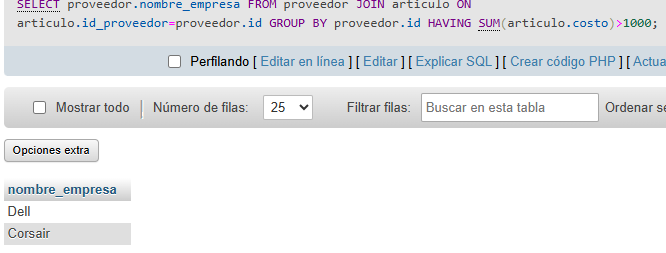 SELECT proveedor.nombre_empresa FROM proveedor JOIN articulo ON
articulo.id_proveedor=proveedor.id GROUP BY proveedor.id HAVING SUM(articulo.costo)>1000;
Perfilando [ Editar en línea ] [ Editar ] [ Explicar SQL ] [ Crear código PHP ] [ Actua
Mostrar todo Número de filas: 25 Filtrar filas: Buscar en esta tabla Ordenar se
Opciones extra
nombre_empresa
Dell
Corsair